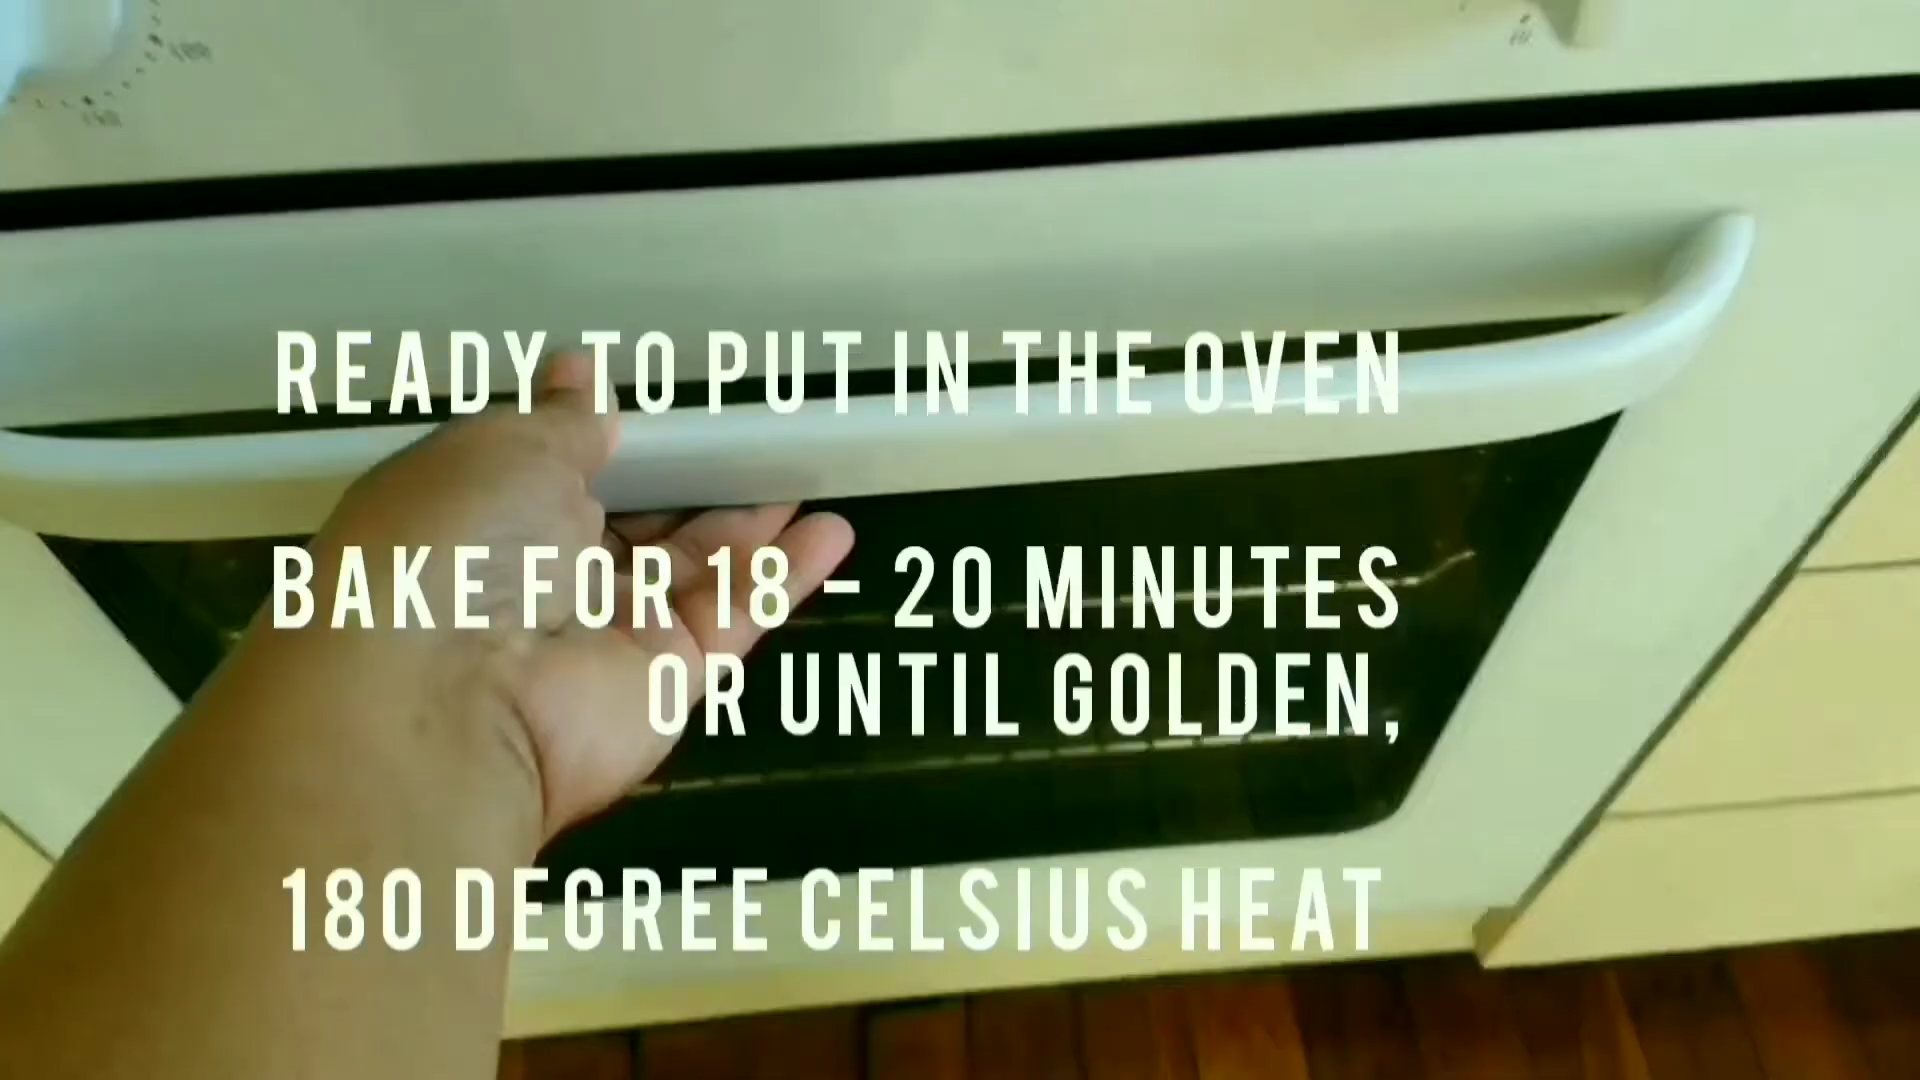 READY TO PUT IN THE OVEN
BAKE FOR 18 - 20 MINUTES
OR UNTIL GOLDEN,
180 DEGREE CELSIUS HEAT